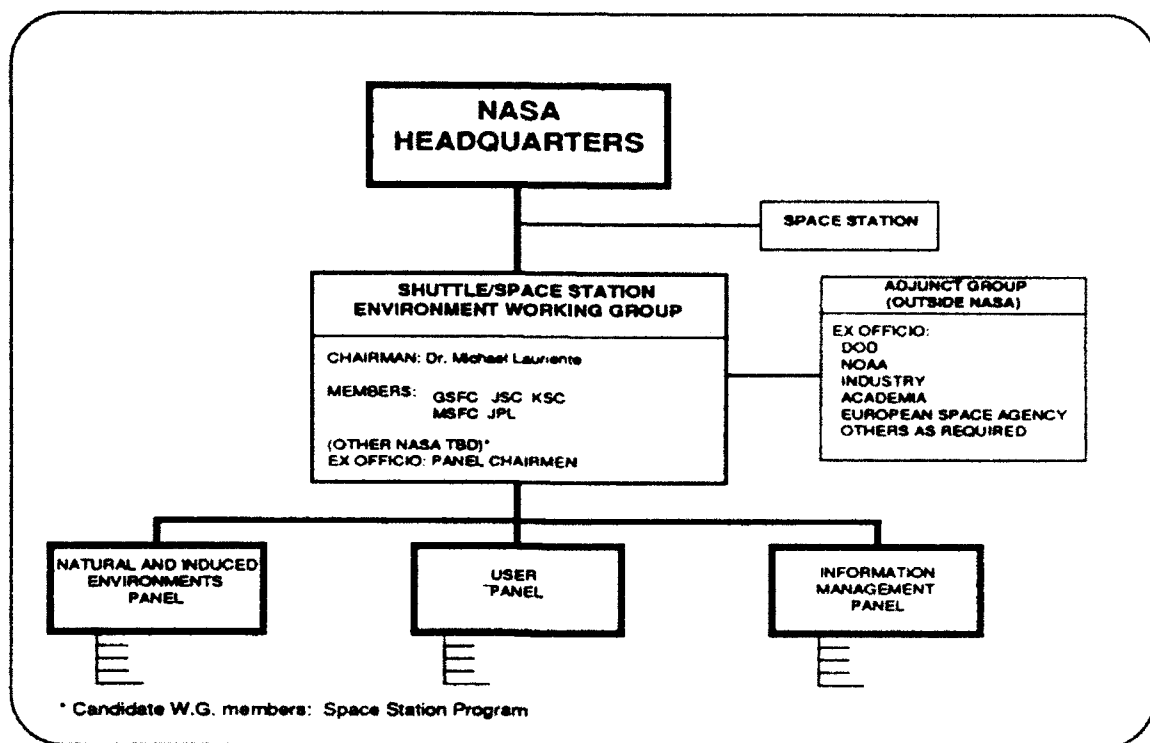 NASA
HEADQUARTERS
SPACE STATION
SHUTTLE/SPACE STATION
ENVIRONMENT WORKING GROUP
CHAIRMAN: Dr. Michael Lauriente
MEMBERS: GSFC JSC KSC
MSFC JPL
(OTHER NASA TBD)*
EX OFFICIO: PANEL CHAIRMEN
ADJUNCT GROUP
(OUTSIDE NASA)
EX OFFICIO:
DOD
NOAA
INDUSTRY
ACADEMIA
EUROPEAN SPACE AGENCY
OTHERS AS REQUIRED
NATURAL AND INDUCED
ENVIRONMENTS
PANEL
USER
PANEL
INFORMATION
MANAGEMENT
PANEL
* Candidate W.G. members: Space Station Program